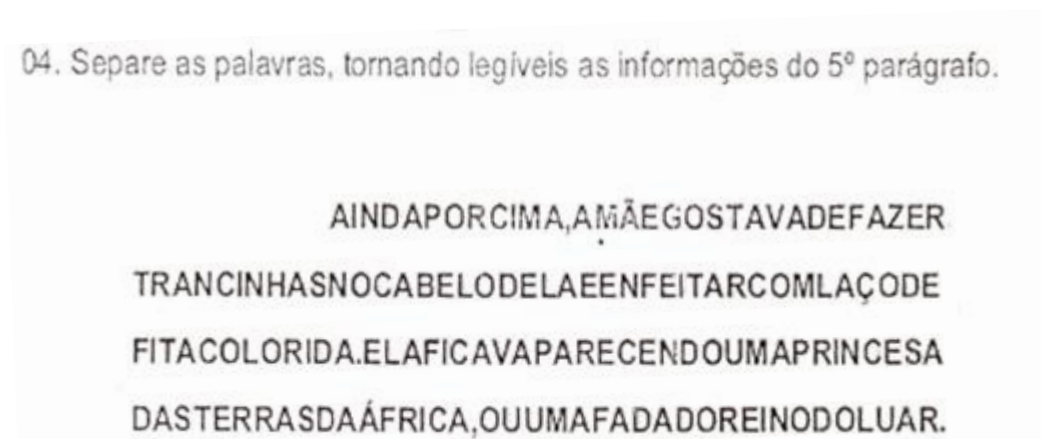 04. Separe as palavras, tornando legíveis as informações do 5º parágrafo.
AINDAPORCIMA,AMÃEGOSTAVADEFAZER
TRANCINHASNOCABELODELAEENFEITARCOMLAÇODE
FITACOLORIDA.ELAFICAVAPARECENDOUMAPRINCESA
DASTERRASDAÁFRICA,OUUMAFADADOREINODOLUAR.